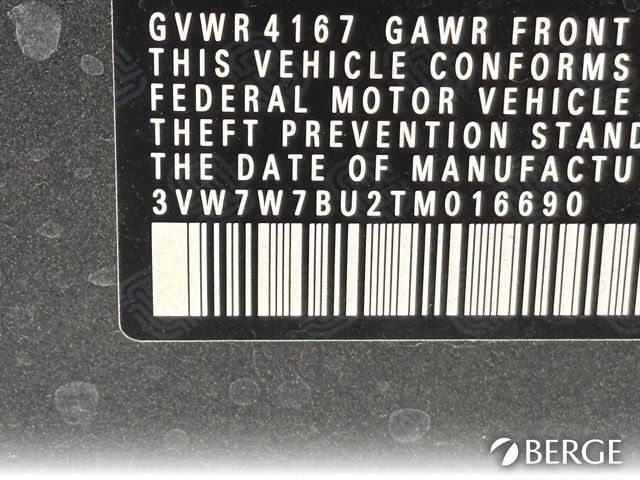 GVWR 4167 GAWR FRONT
THIS VEHICLE CONFORMS
FEDERAL MOTOR VEHICLE
THEFT PREVENTION STAND
THE DATE OF MANUFACTU
3VW7W7BU2TM016690
BERGE